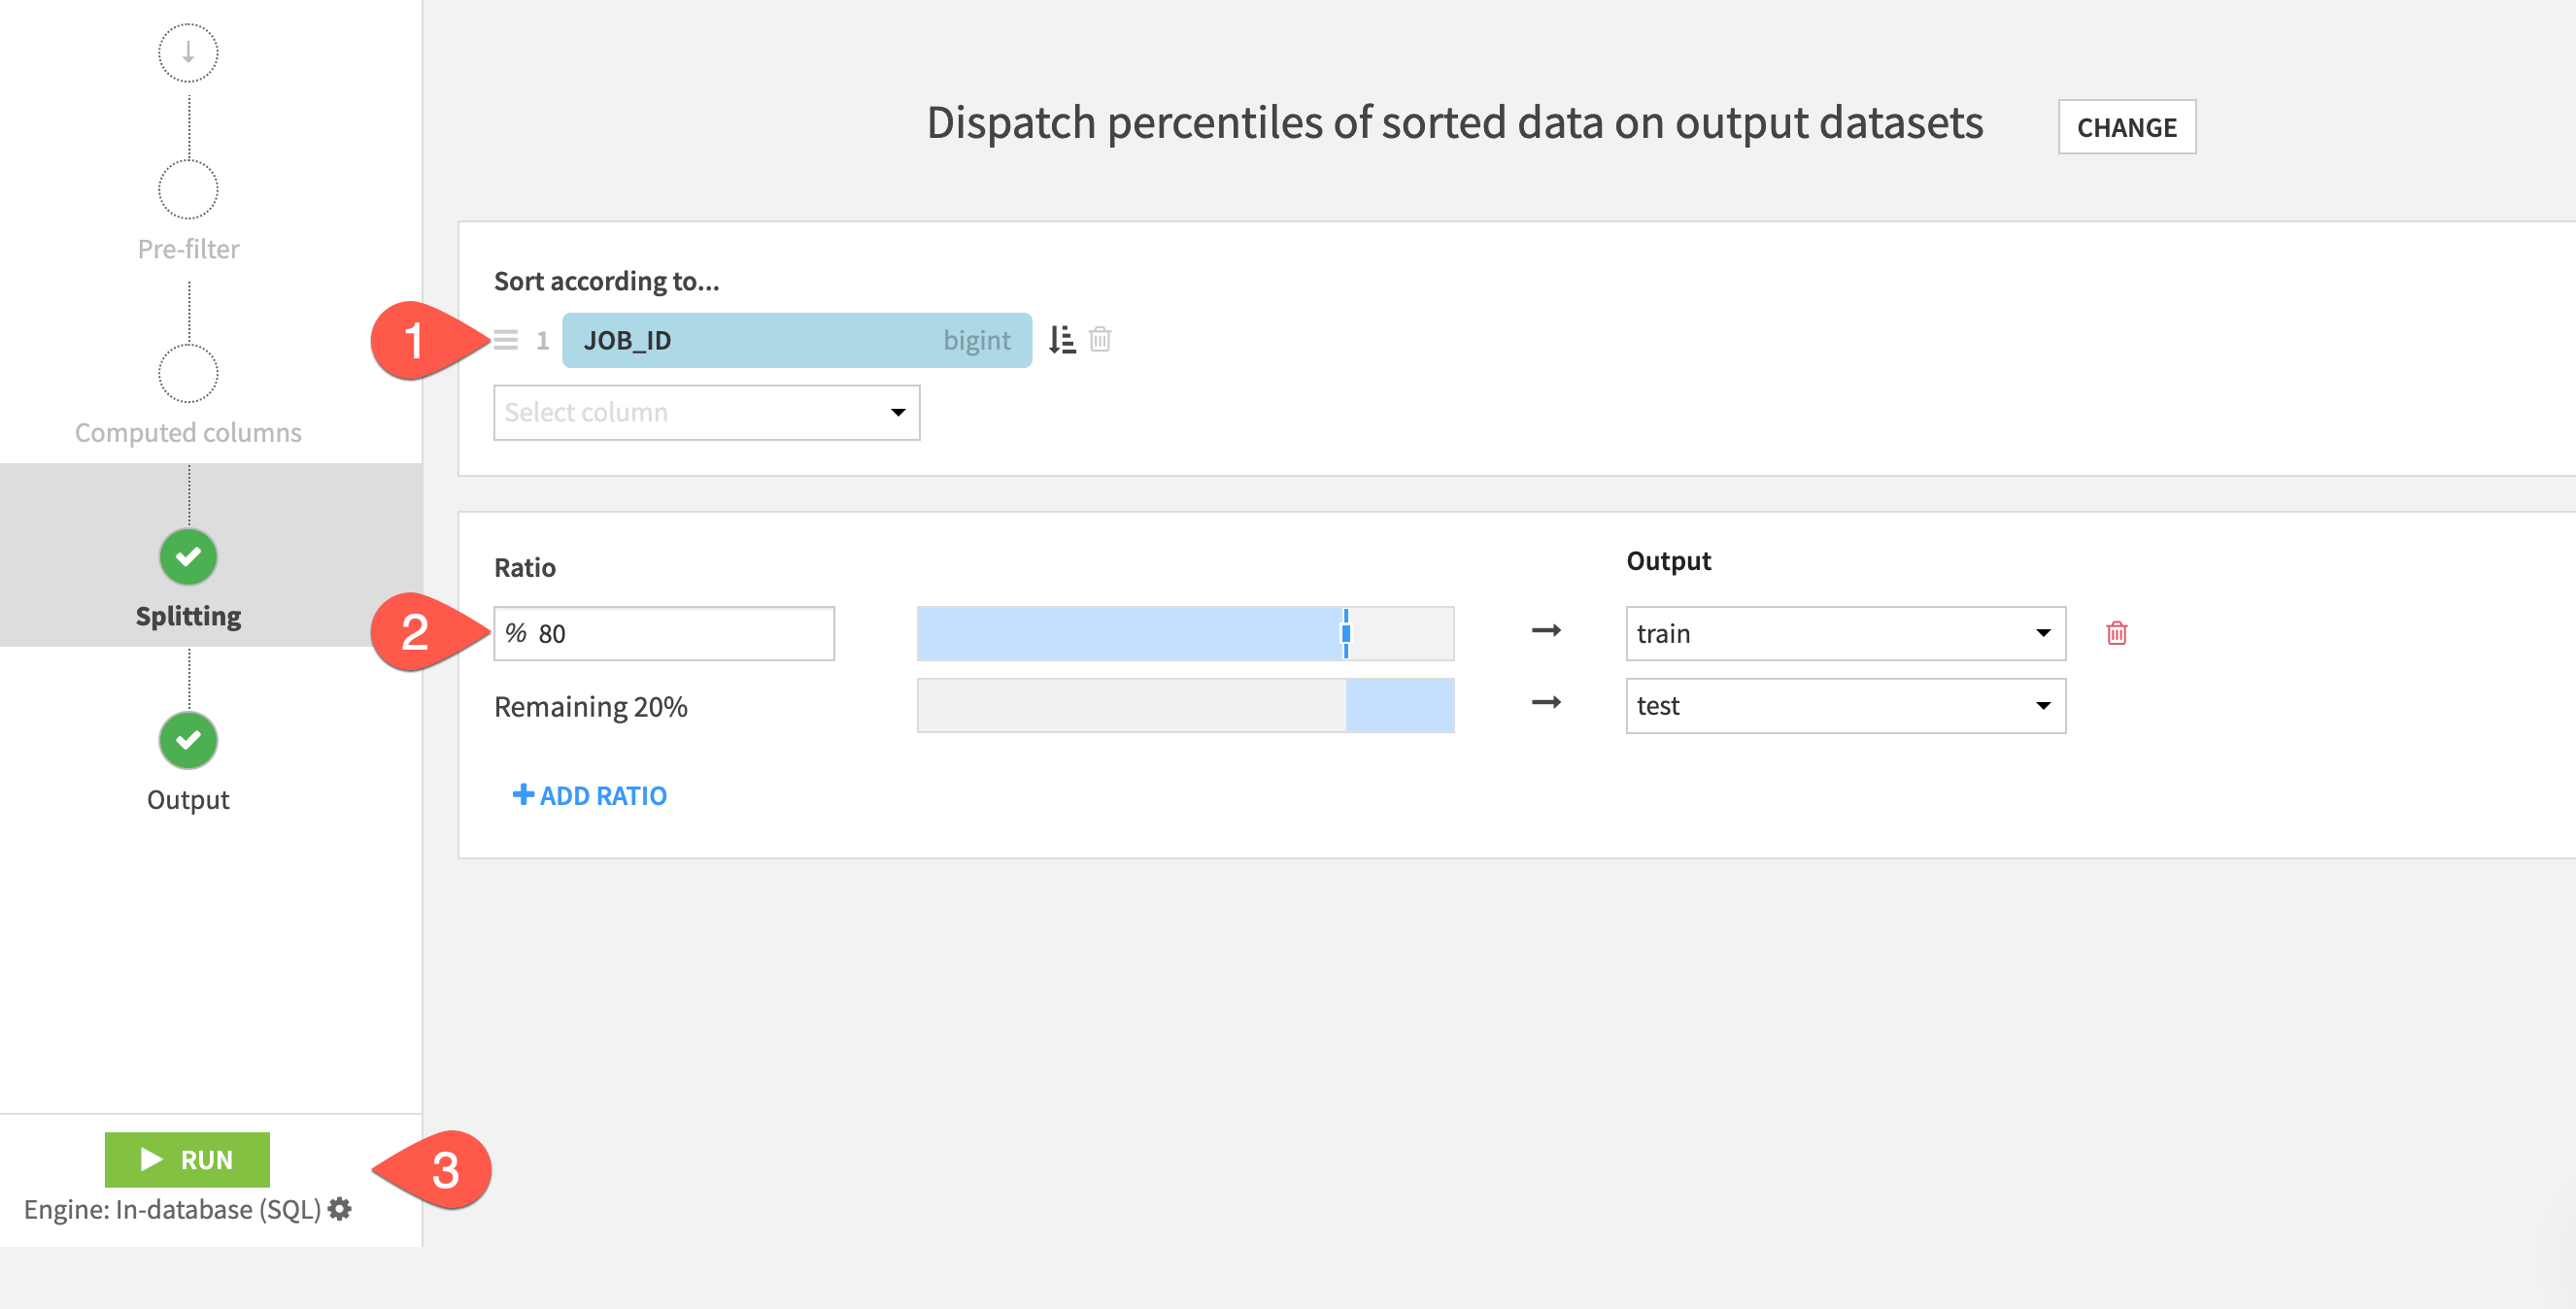 Pre-filter
Computed columns
Splitting
Output
RUN
Engine: In-database (SQL)
Dispatch percentiles of sorted data on output datasets
CHANGE
Sort according to...
1
1 JOB_ID bigint
Select column
Ratio
Output
2
% 80
train
Remaining 20%
test
ADD RATIO
3